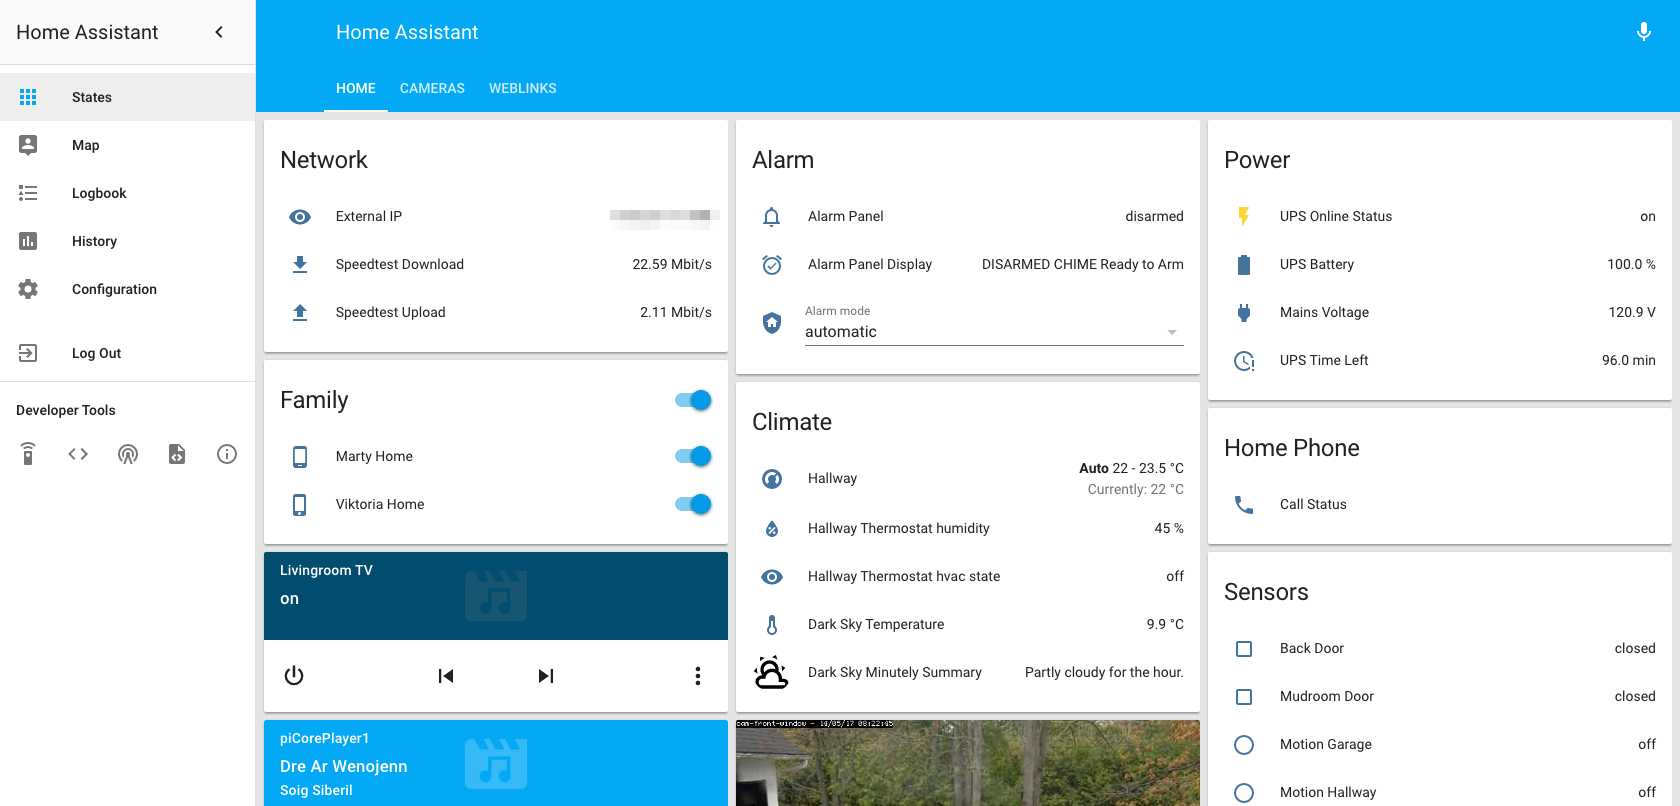 Home Assistant
States
Map
Logbook
History
Configuration
Log Out
Developer Tools
Home Assistant
HOME CAMERAS WEBLINKS
Network
External IP
Speedtest Download 22.59 Mbit/s
Speedtest Upload 2.11 Mbit/s
Family
Marty Home
Viktoria Home
Livingroom TV
on
piCorePlayer1
Dre Ar Wenojenn
Soig Siberil
Alarm
Alarm Panel disarmed
Alarm Panel Display DISARMED CHIME Ready to Arm
Alarm mode
automatic
Climate
Hallway Auto 22 - 23.5 °C
Currently: 22 °C
Hallway Thermostat humidity 45 %
Hallway Thermostat hvac state off
Dark Sky Temperature 9.9 °C
Dark Sky Minutely Summary Partly cloudy for the hour.
cam-front-window - 14/05/17 08:22:45
Power
UPS Online Status on
UPS Battery 100.0 %
Mains Voltage 120.9 V
UPS Time Left 96.0 min
Home Phone
Call Status
Sensors
Back Door closed
Mudroom Door closed
Motion Garage off
Motion Hallway off